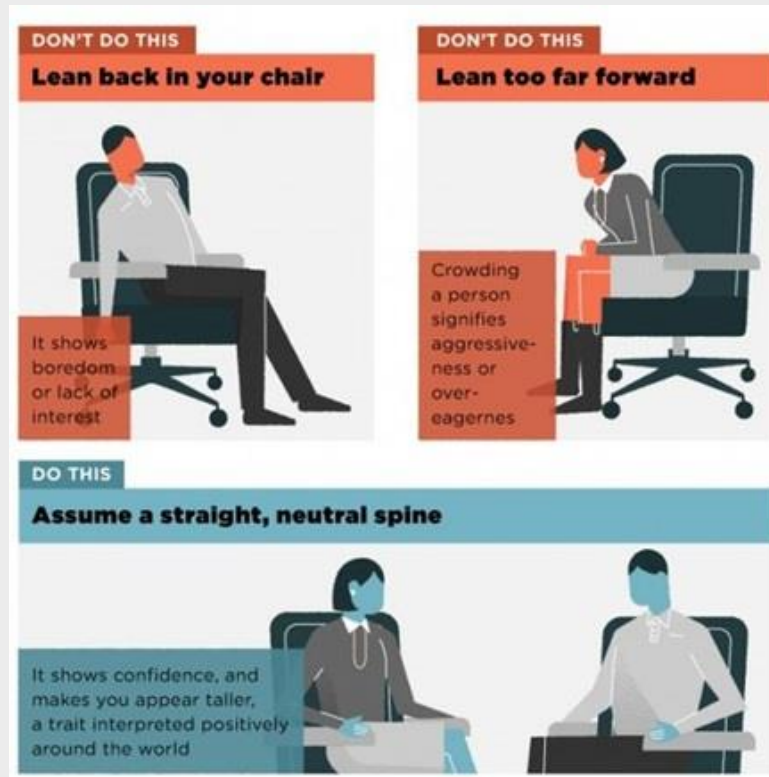 DON'T DO THIS
Lean back in your chair
It shows
boredom
or lack of
interest
DON'T DO THIS
Lean too far forward
Crowding
a person
signifies
aggressive-
ness or
over-
eagernes
DO THIS
Assume a straight, neutral spine
It shows confidence, and
makes you appear taller,
a trait interpreted positively
around the world